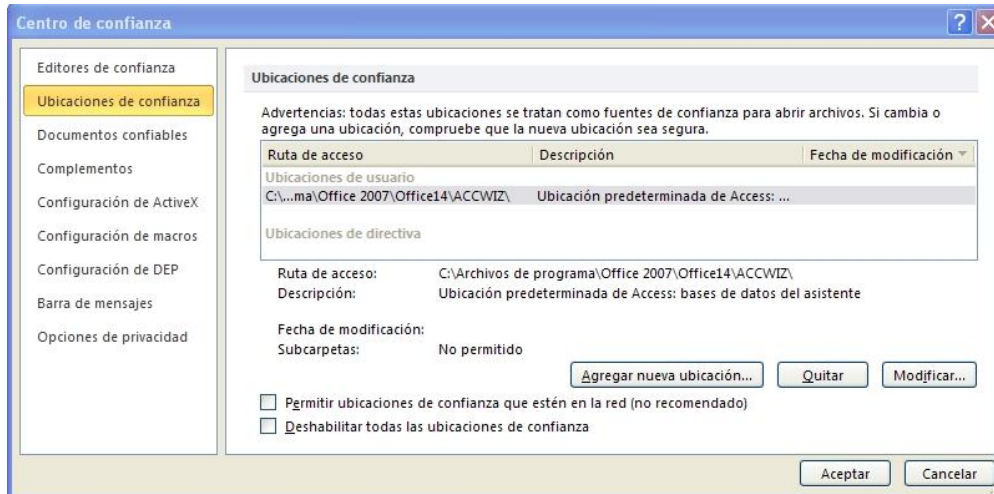 Centro de confianza
Editores de confianza
Ubicaciones de confianza
Documentos confiables
Complementos
Configuración de ActiveX
Configuración de macros
Configuración de DEP
Barra de mensajes
Opciones de privacidad
Ubicaciones de confianza
Advertencias: todas estas ubicaciones se tratan como fuentes de confianza para abrir archivos. Si cambia o
agrega una ubicación, compruebe que la nueva ubicación sea segura.
Ruta de acceso Descripción Fecha de modificación
Ubicaciones de usuario
C:\...ma\Office 2007\Office14\ACCWIZ\ Ubicación predeterminada de Access: ...
Ubicaciones de directiva
Ruta de acceso: C:\Archivos de programa\Office 2007\Office14\ACCWIZ\
Descripción: Ubicación predeterminada de Access: bases de datos del asistente
Fecha de modificación:
Subcarpetas: No permitido
Agregar nueva ubicación... Quitar Modificar...
Permitir ubicaciones de confianza que estén en la red (no recomendado)
Deshabilitar todas las ubicaciones de confianza
Aceptar Cancelar